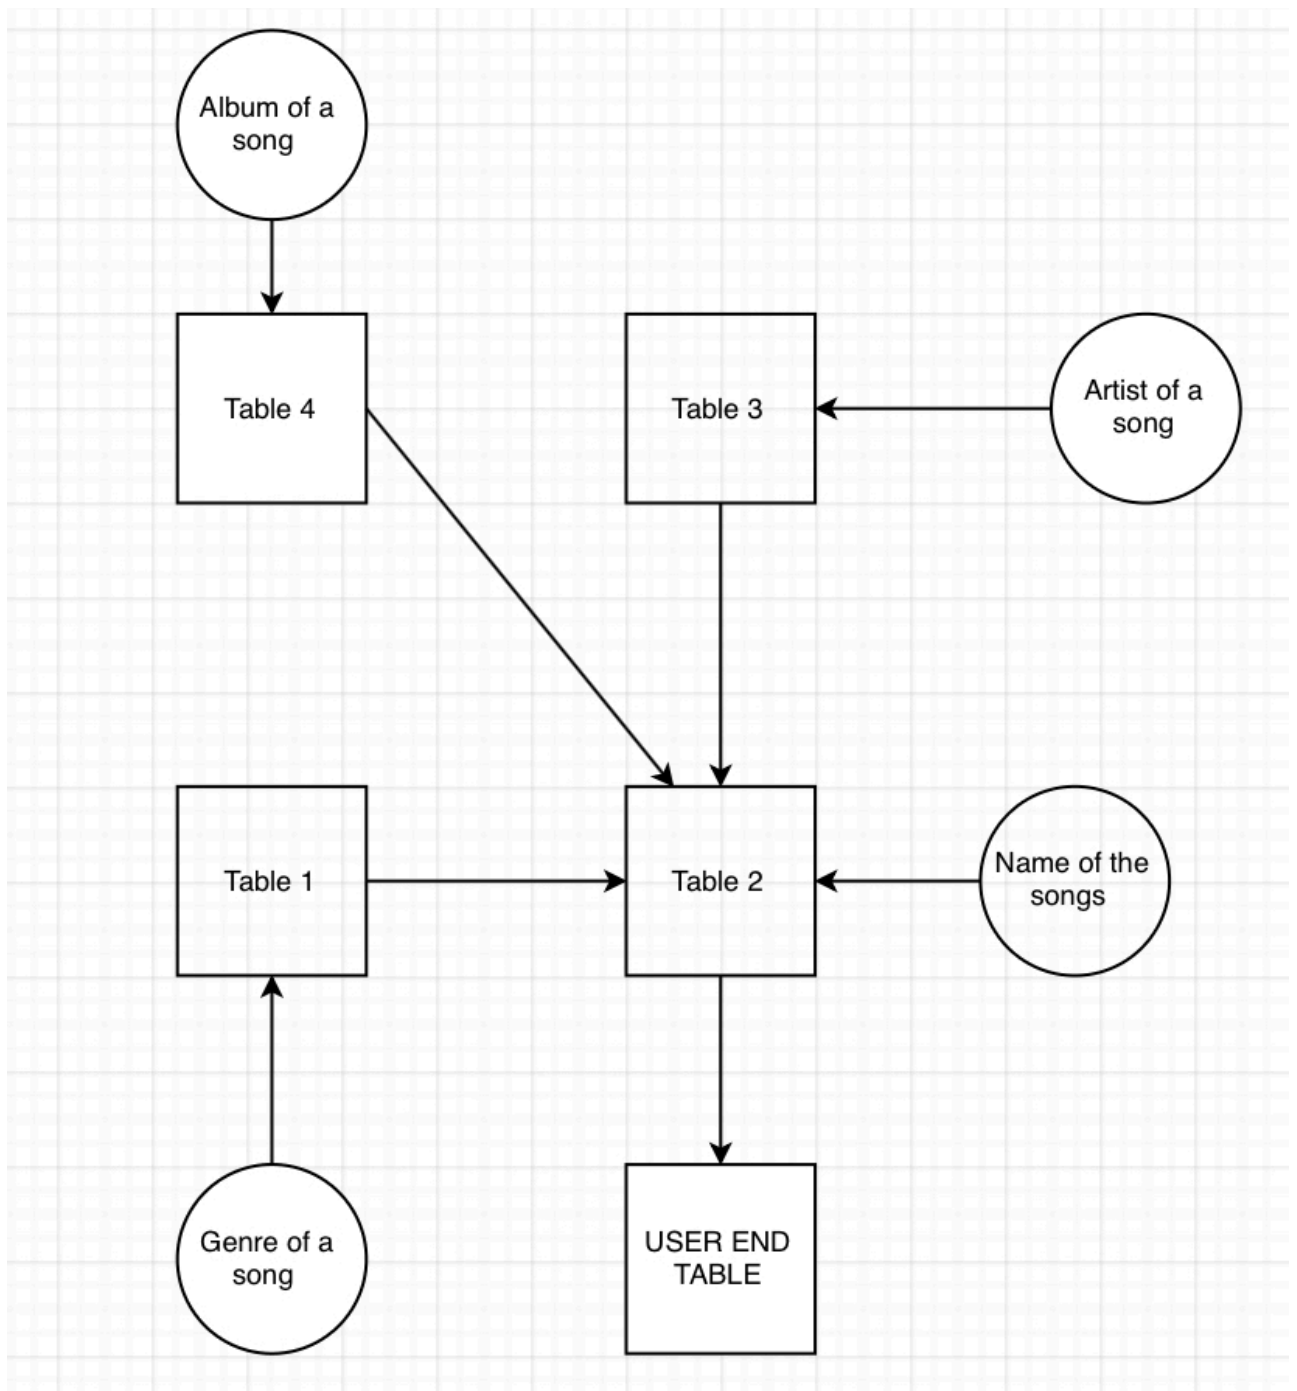 Album of a
song
Table 4
Table 3
Artist of a
song
Table 1
Table 2
Name of the
songs
Genre of a
song
USER END
TABLE